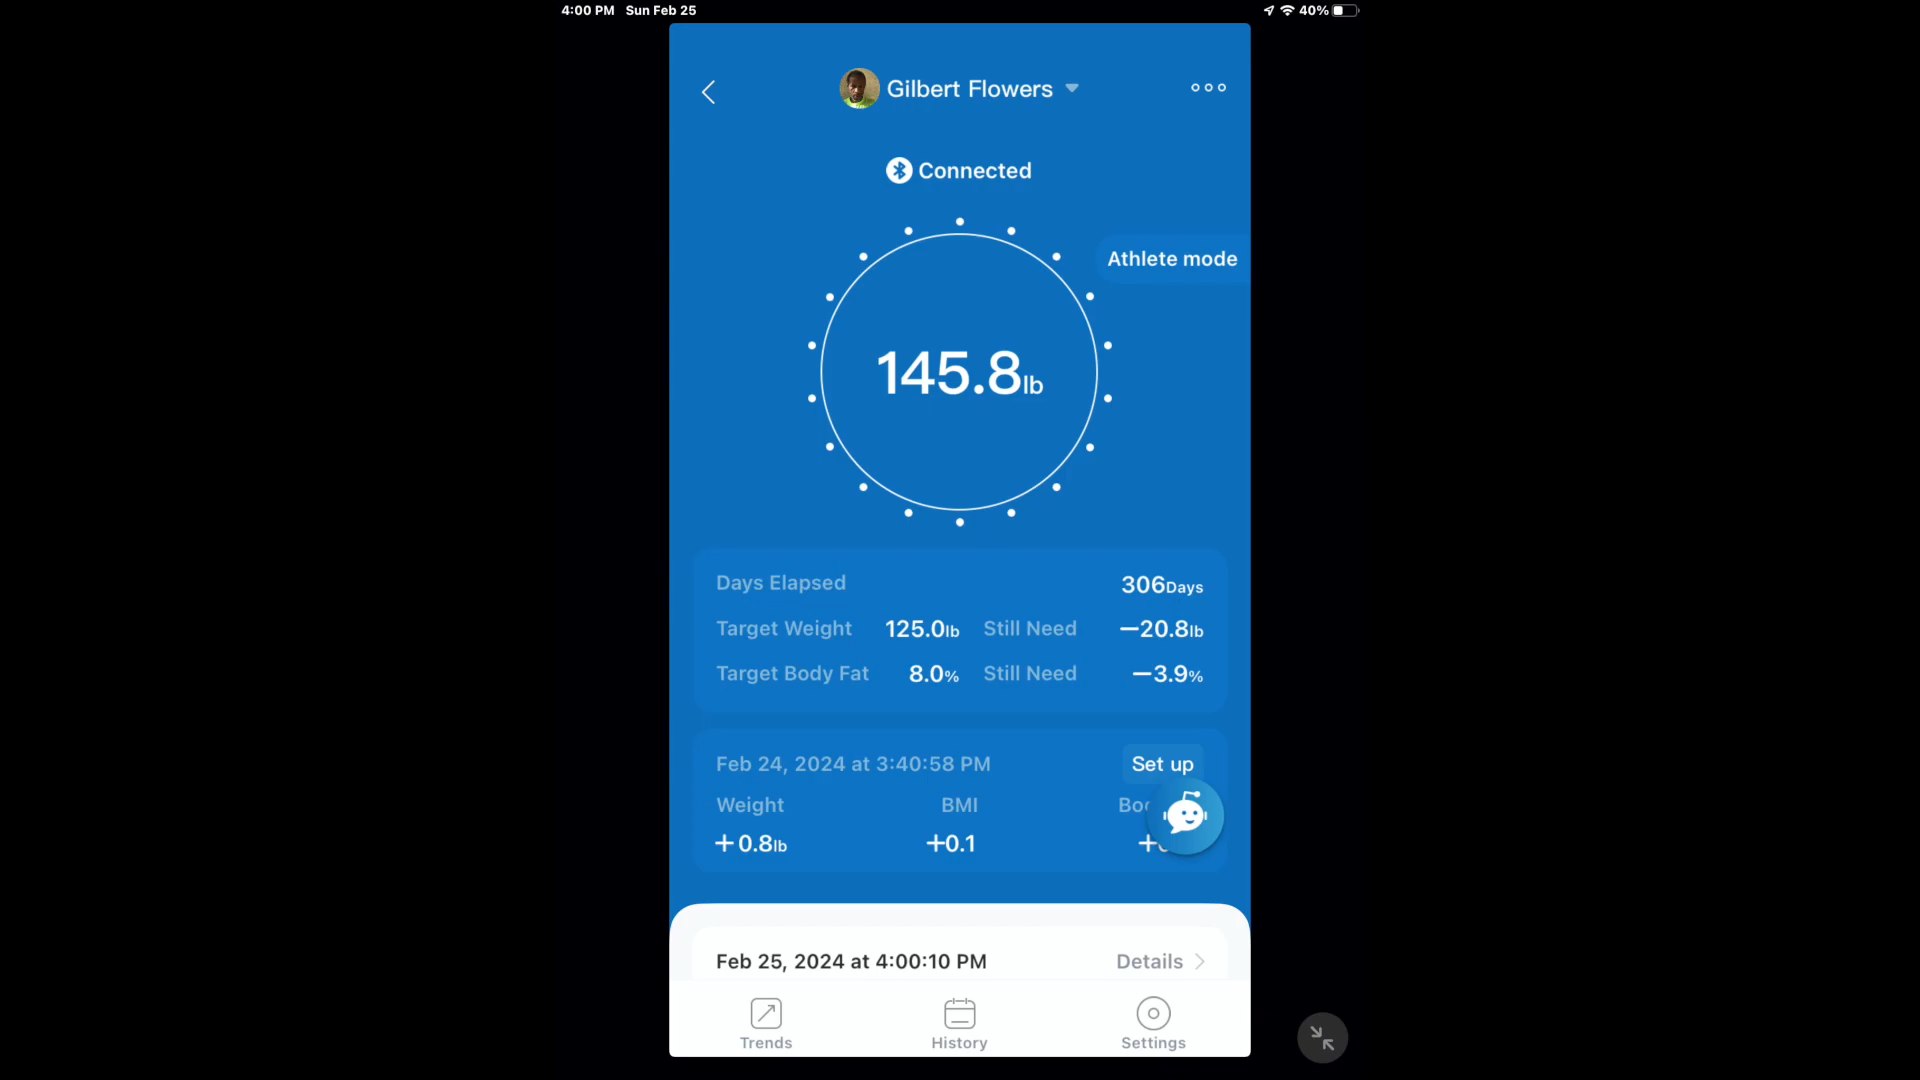 4:00 PM Sun Feb 25 40%
Gilbert Flowers
Connected
Athlete mode
145.8lb
Days Elapsed 306Days
Target Weight 125.0lb Still Need −20.8lb
Target Body Fat 8.0% Still Need −3.9%
Feb 24, 2024 at 3:40:58 PM Set up
Weight BMI
+0.8lb +0.1
Feb 25, 2024 at 4:00:10 PM Details
Trends History Settings